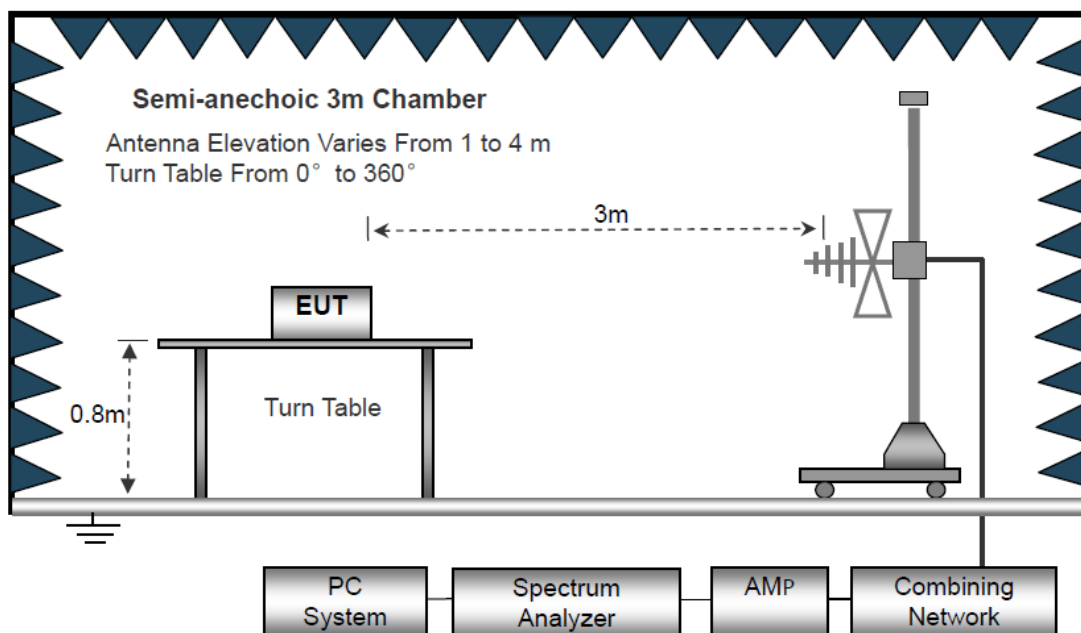 Semi-anechoic 3m Chamber
Antenna Elevation Varies From 1 to 4 m
Turn Table From 0° to 360°
3m
EUT
0.8m
Turn Table
PC
System
Spectrum
Analyzer
AMP
Combining
Network